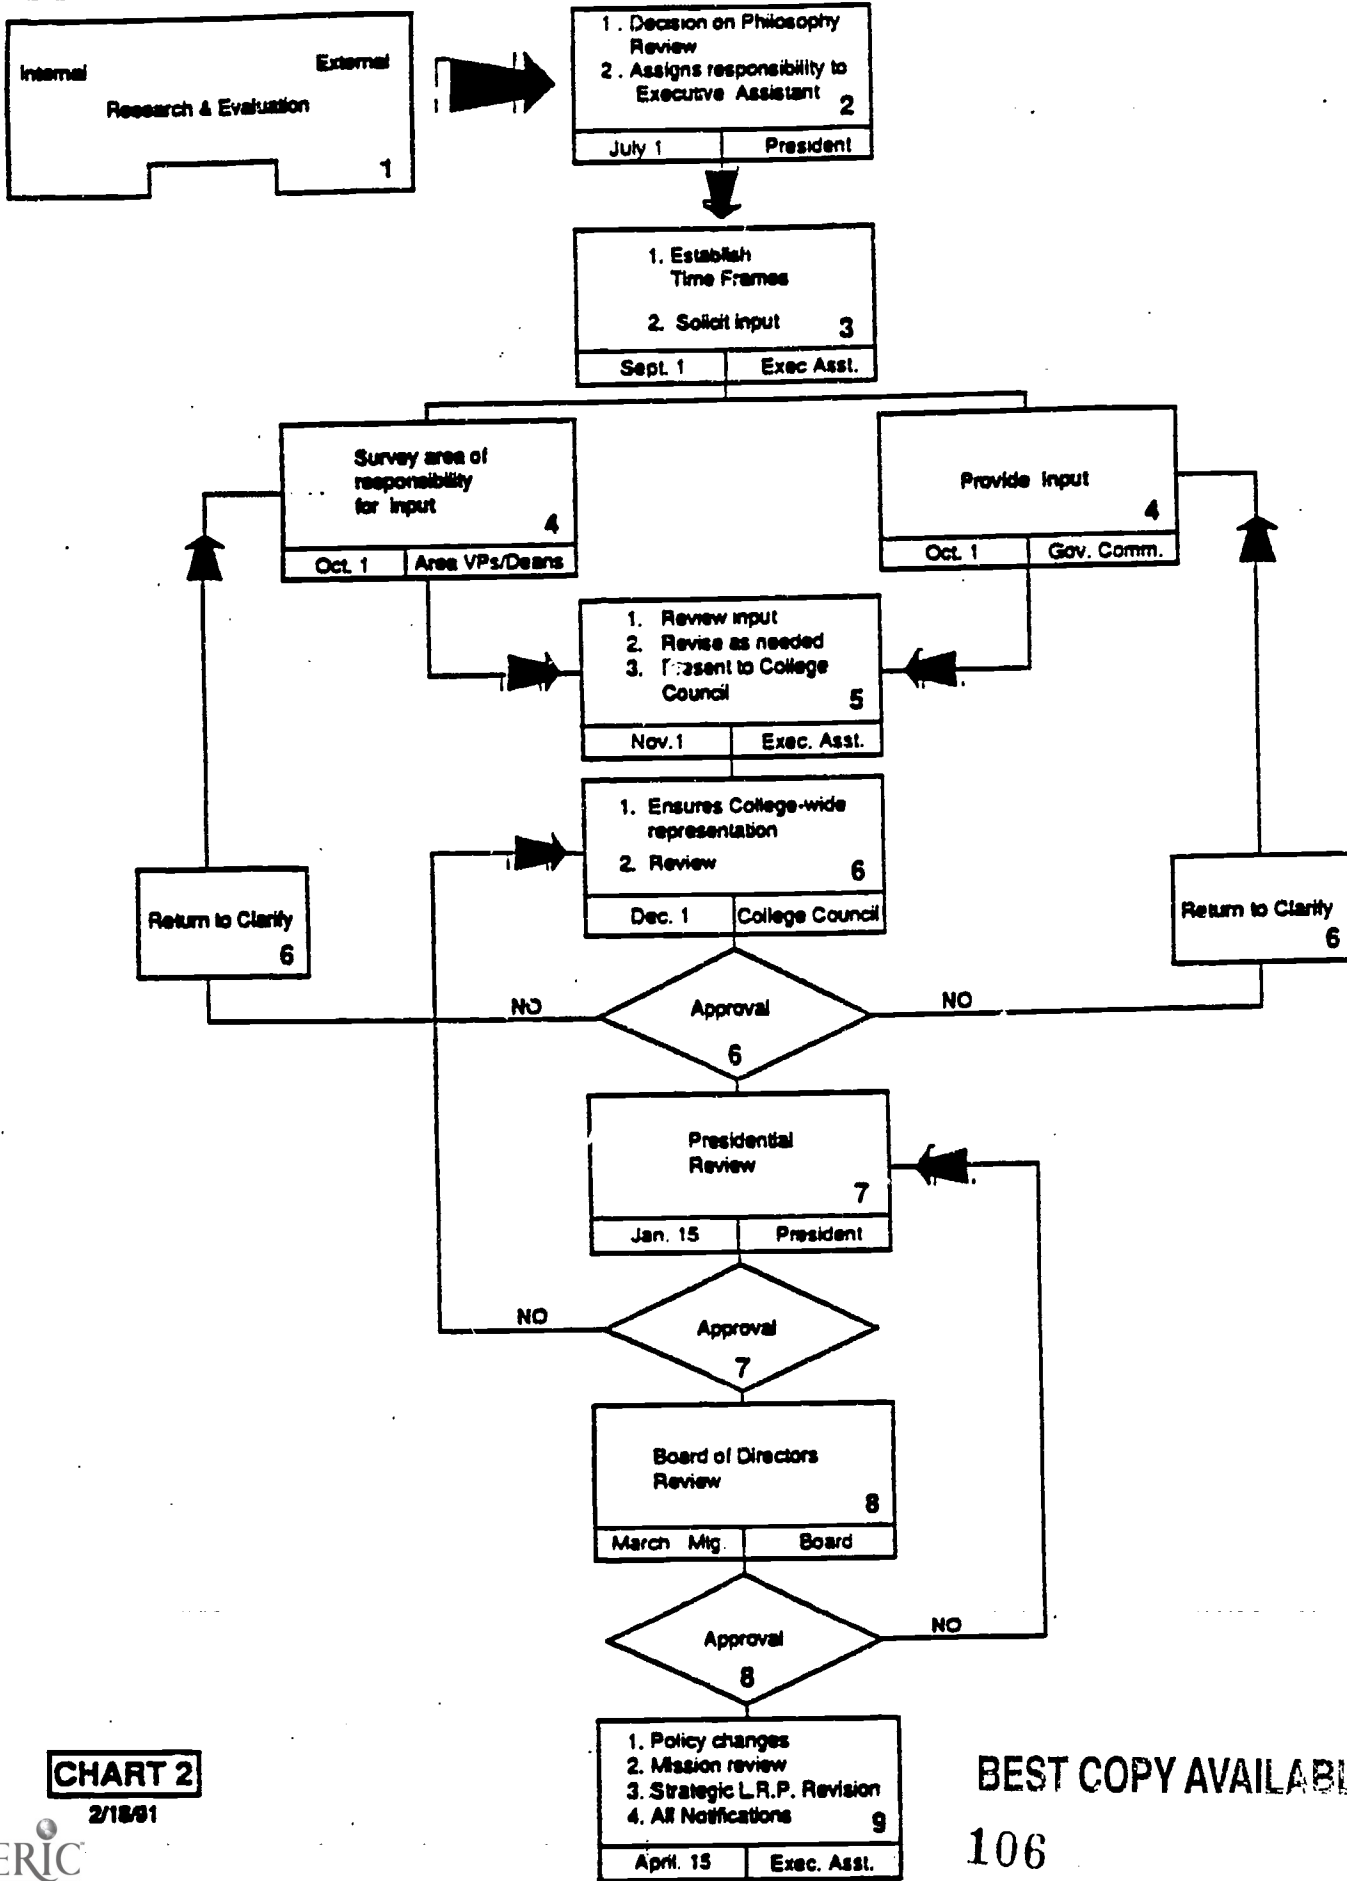 Internal
External
Research & Evaluation
1
1. Decision on Philosophy
Review
2. Assigns responsibility to
Executive Assistant
2
July 1
President
1. Establish
Time Frames
2. Solicit input
3
Sept. 1
Exec Asst.
Survey area of
responsibility
for input
4
Oct. 1
Area VPs/Deans
Provide Input
4
Oct. 1
Gov. Comm.
1. Review input
2. Revise as needed
3. Present to College
Council
5
Nov.1
Exec. Asst.
1. Ensures College-wide
representation
2. Review
6
Dec. 1
College Council
Return to Clarify
6
Return to Clarify
6
NO
Approval
6
NO
Presidential
Review
7
Jan. 15
President
NO
Approval
7
Board of Directors
Review
8
March Mtg.
Board
Approval
8
NO
1. Policy changes
2. Mission review
3. Strategic L.R.P. Revision
4. All Notifications
9
April. 15
Exec. Asst.
CHART 2
2/18/91
ERIC
BEST COPY AVAILABL
106